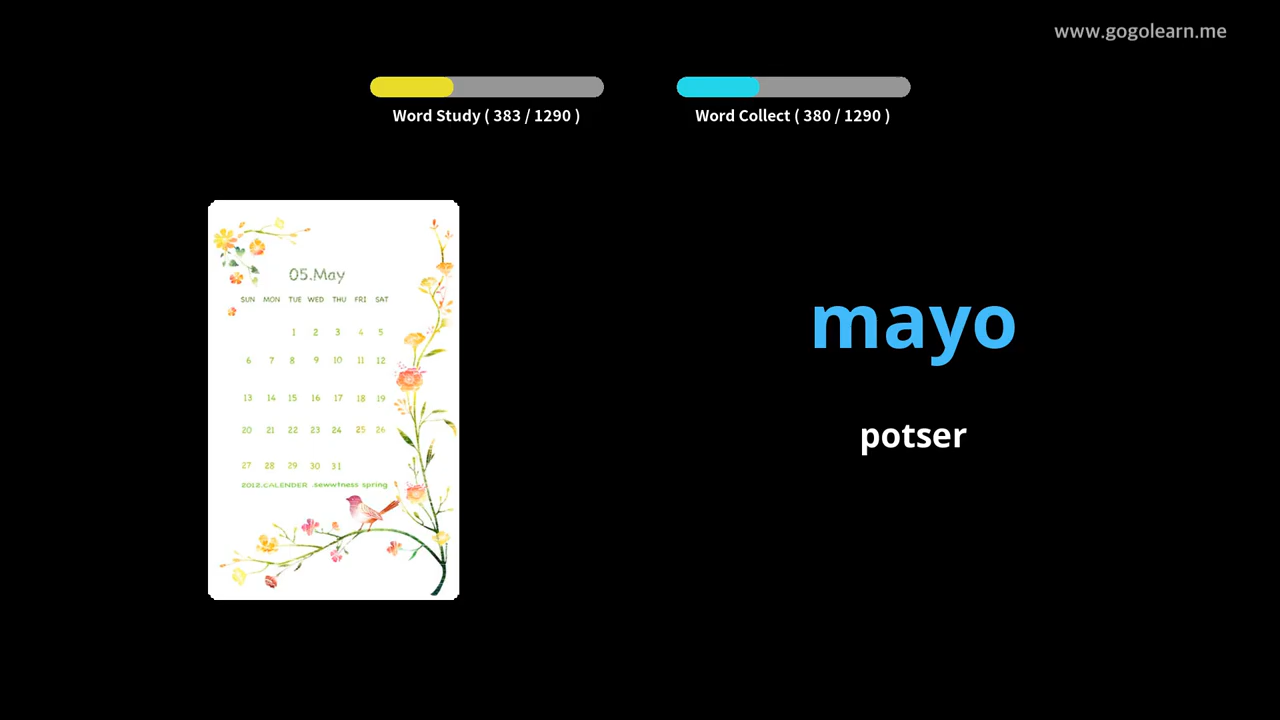 www.gogolearn.me
Word Study ( 383 / 1290 )
Word Collect ( 380 / 1290 )
05.May
SUN MON TUE WED THU FRI SAT
1 2 3 4 5
6 7 8 9 10 11 12
13 14 15 16 17 18 19
20 21 22 23 24 25 26
27 28 29 30 31
2012.CALENDER .sewwtness spring
mayo
potser